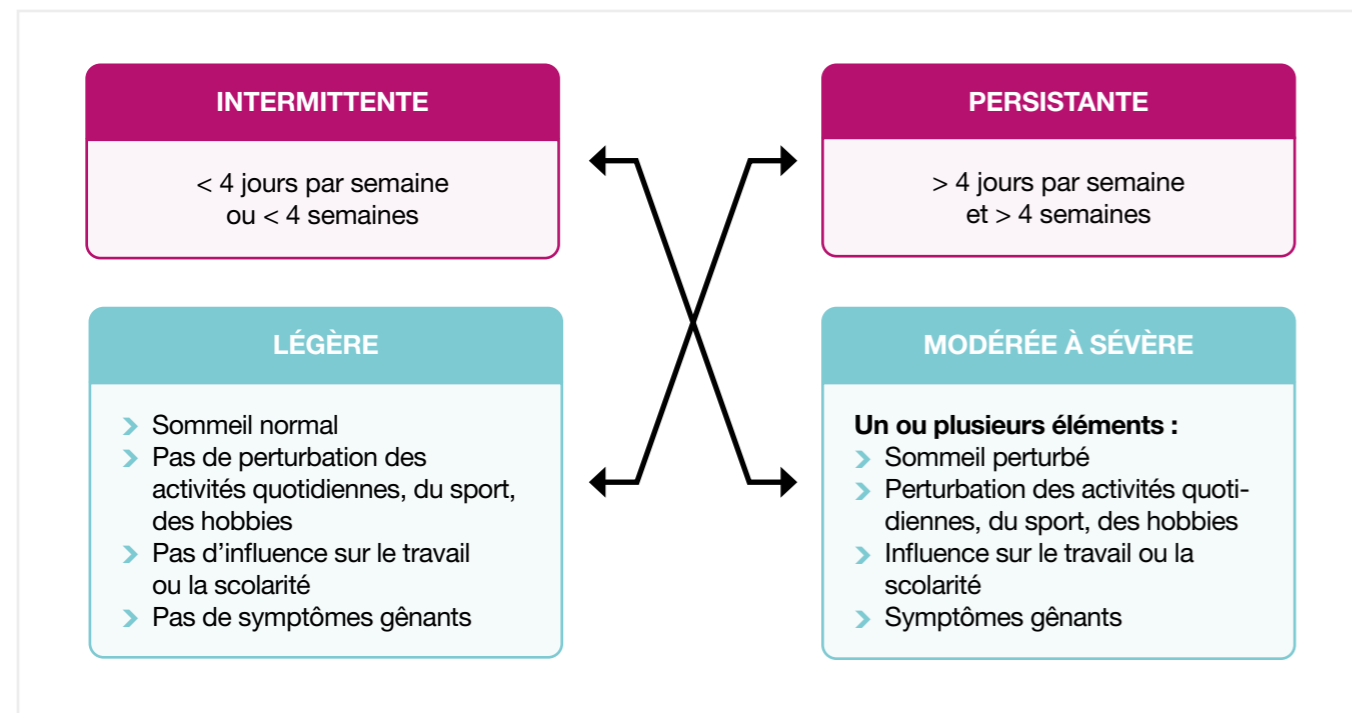 INTERMITTENTE
< 4 jours par semaine
ou < 4 semaines
PERSISTANTE
> 4 jours par semaine
et > 4 semaines
LÉGÈRE
Sommeil normal
Pas de perturbation des
activités quotidiennes, du sport,
des hobbies
Pas d’influence sur le travail
ou la scolarité
Pas de symptômes gênants
MODÉRÉE À SÉVÈRE
Un ou plusieurs éléments :
Sommeil perturbé
Perturbation des activités quoti-
diennes, du sport, des hobbies
Influence sur le travail ou la
scolarité
Symptômes gênants